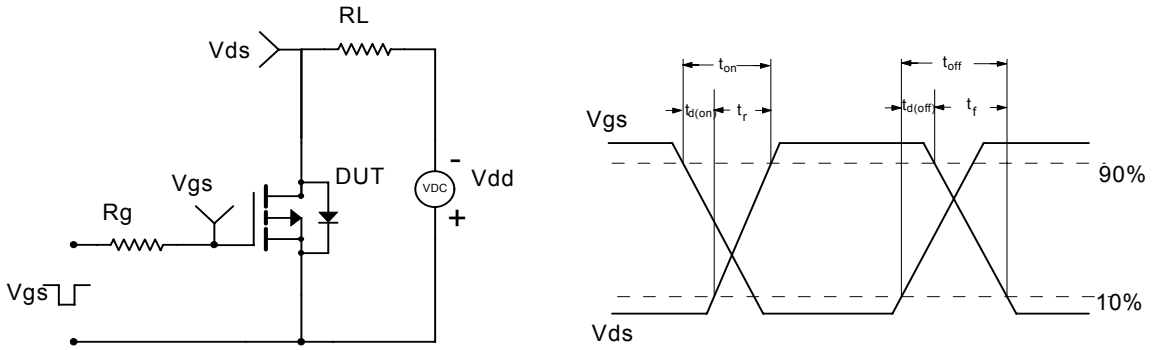 RL
Vds
Vgs
DUT
VDC
-
+
Vdd
Rg
Vgs
ton
toff
td(on)
tr
td(off)
tf
Vgs
90%
10%
Vds